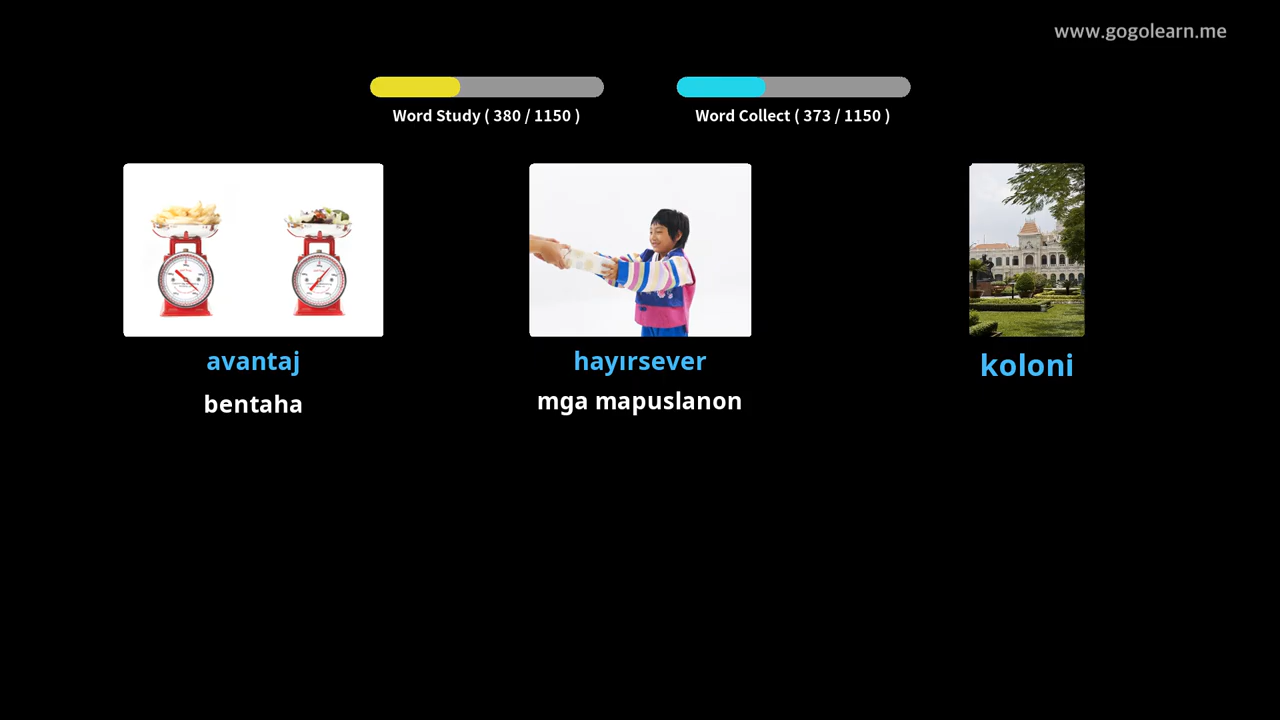 www.gogolearn.me
Word Study ( 380 / 1150 )
Word Collect ( 373 / 1150 )
avantaj
hayırsever
koloni
bentaha
mga mapuslanon